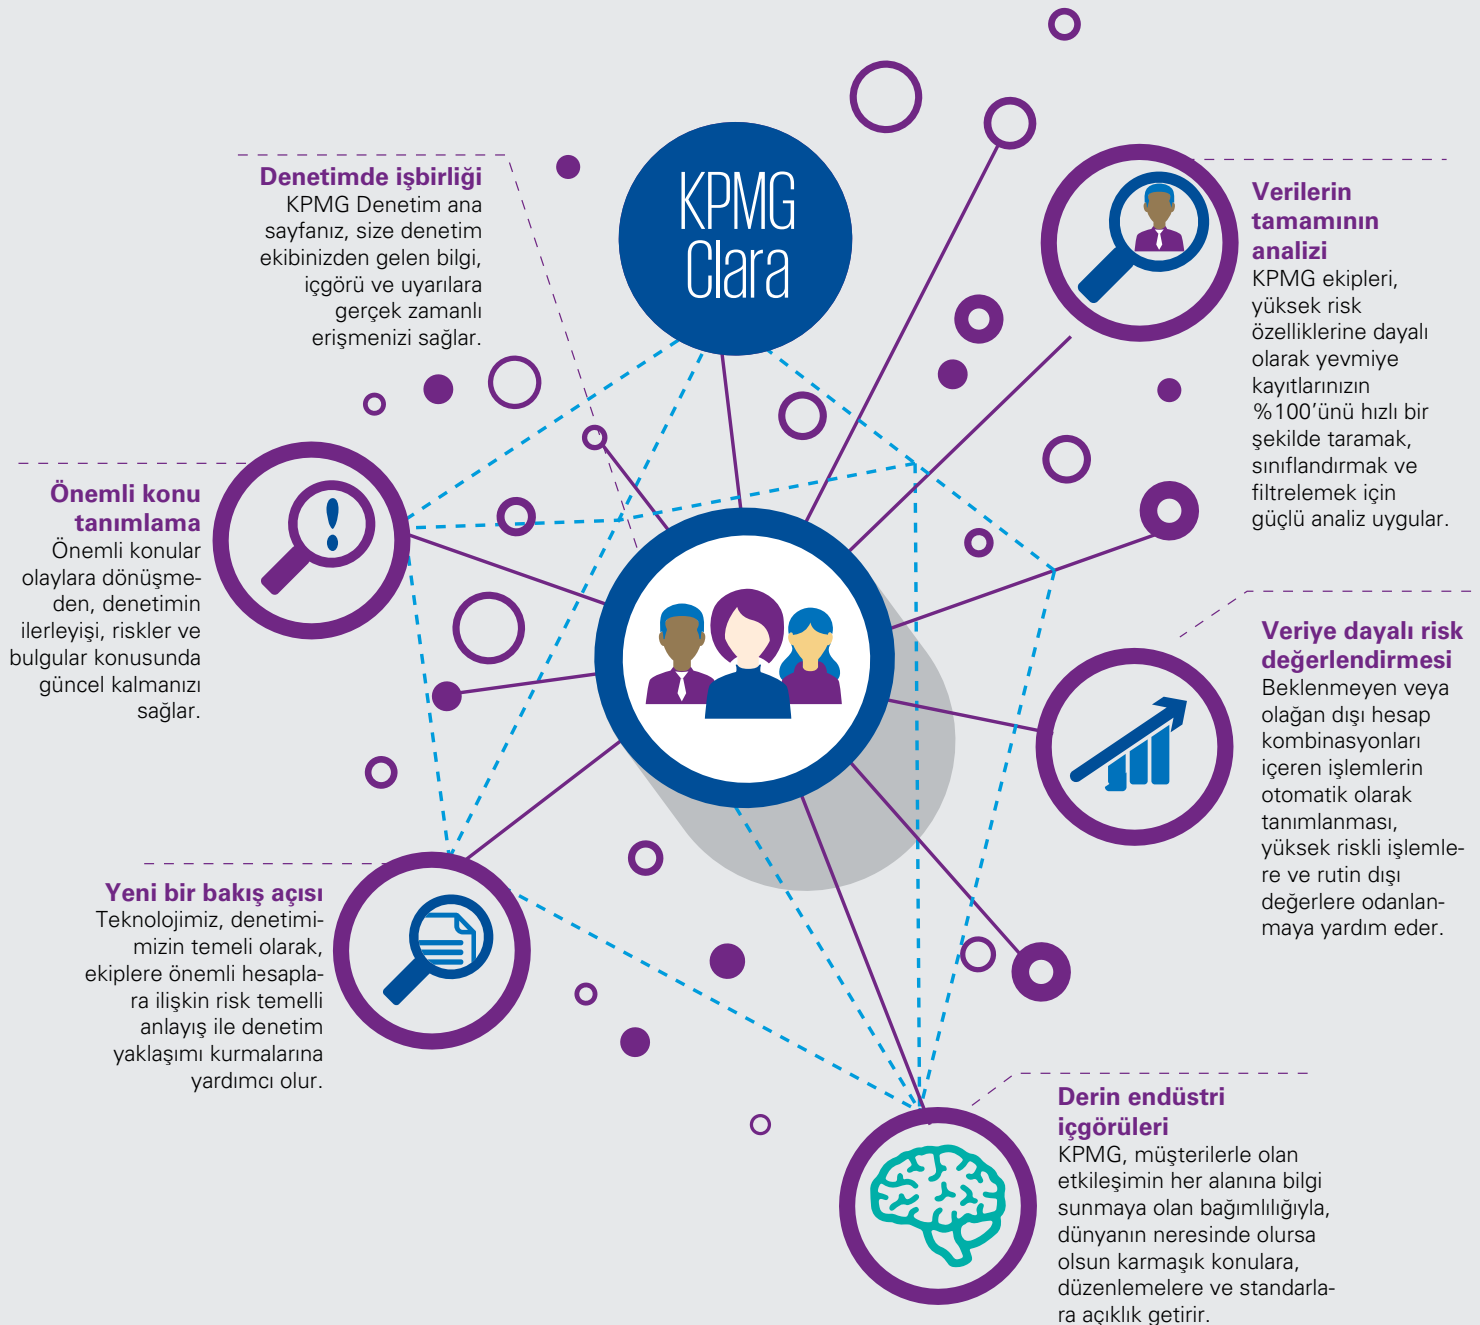 KPMG
Clara
Denetimde işbirliği
KPMG Denetim ana
sayfanız, size denetim
ekibinizden gelen bilgi,
içgörü ve uyarılara
gerçek zamanlı
erişmenizi sağlar.
Verilerin
tamamının
analizi
KPMG ekipleri,
yüksek risk
özelliklerine dayalı
olarak yevmiye
kayıtlarınızın
%100’ünü hızlı bir
şekilde taramak,
sınıflandırmak ve
filtrelemek için
güçlü analiz uygular.
Önemli konu
tanımlama
Önemli konular
olaylara dönüşme-
den, denetimin
ilerleyişi, riskler ve
bulgular konusunda
güncel kalmanızı
sağlar.
Veriye dayalı risk
değerlendirmesi
Beklenmeyen veya
olağan dışı hesap
kombinasyonları
içeren işlemlerin
otomatik olarak
tanımlanması,
yüksek riskli işlemle-
re ve rutin dışı
değerlere odanlan-
maya yardım eder.
Yeni bir bakış açısı
Teknolojimiz, denetimi-
mizin temeli olarak,
ekiplere önemli hesapla-
ra ilişkin risk temelli
anlayış ile denetim
yaklaşımı kurmalarına
yardımcı olur.
Derin endüstri
içgörüleri
KPMG, müşterilerle olan
etkileşimin her alanına bilgi
sunmaya olan bağımlılığıyla,
dünyanın neresinde olursa
olsun karmaşık konulara,
düzenlemelere ve standarla-
ra açıklık getirir.